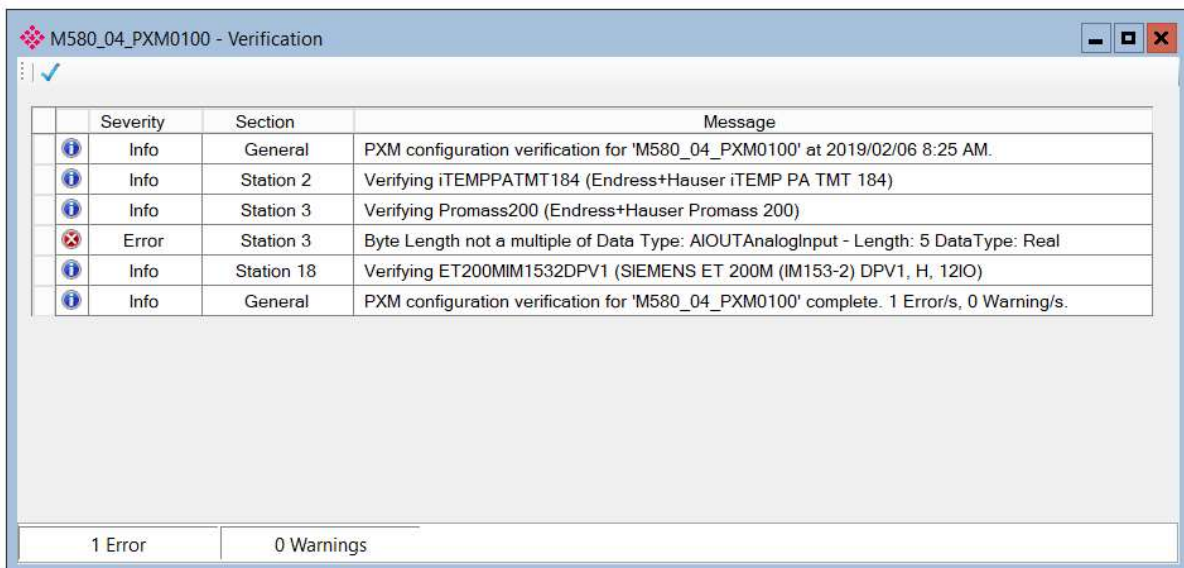 M580_04_PXM0100 - Verification
Severity Section Message
Info General PXM configuration verification for 'M580_04_PXM0100' at 2019/02/06 8:25 AM.
Info Station 2 Verifying iTEMPPATMT184 (Endress+Hauser iTEMP PA TMT 184)
Info Station 3 Verifying Promass200 (Endress+Hauser Promass 200)
Error Station 3 Byte Length not a multiple of Data Type: AIOUTAnalogInput - Length: 5 DataType: Real
Info Station 18 Verifying ET200MIM1532DPV1 (SIEMENS ET 200M (IM153-2) DPV1, H, 12IO)
Info General PXM configuration verification for 'M580_04_PXM0100' complete. 1 Error/s, 0 Warning/s.
1 Error 0 Warnings